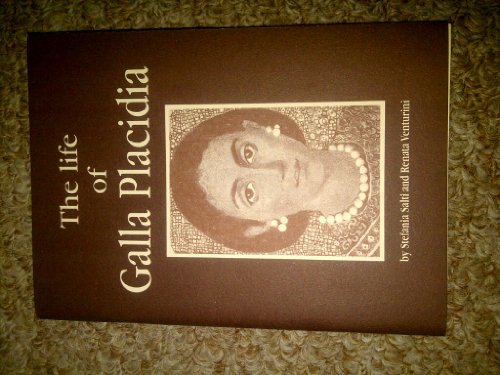 The life
of
Galla Placidia
by Stefania Salti and Renata Venturini